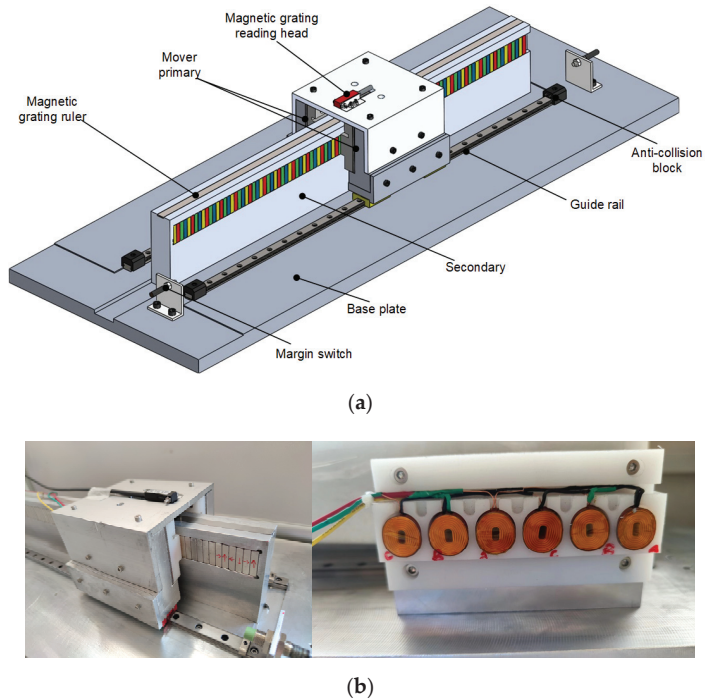 Magnetic grating
reading head
Mover
primary
Magnetic
grating ruler
Anti-collision
block
Guide rail
Secondary
Base plate
Margin switch
(a)
(b)